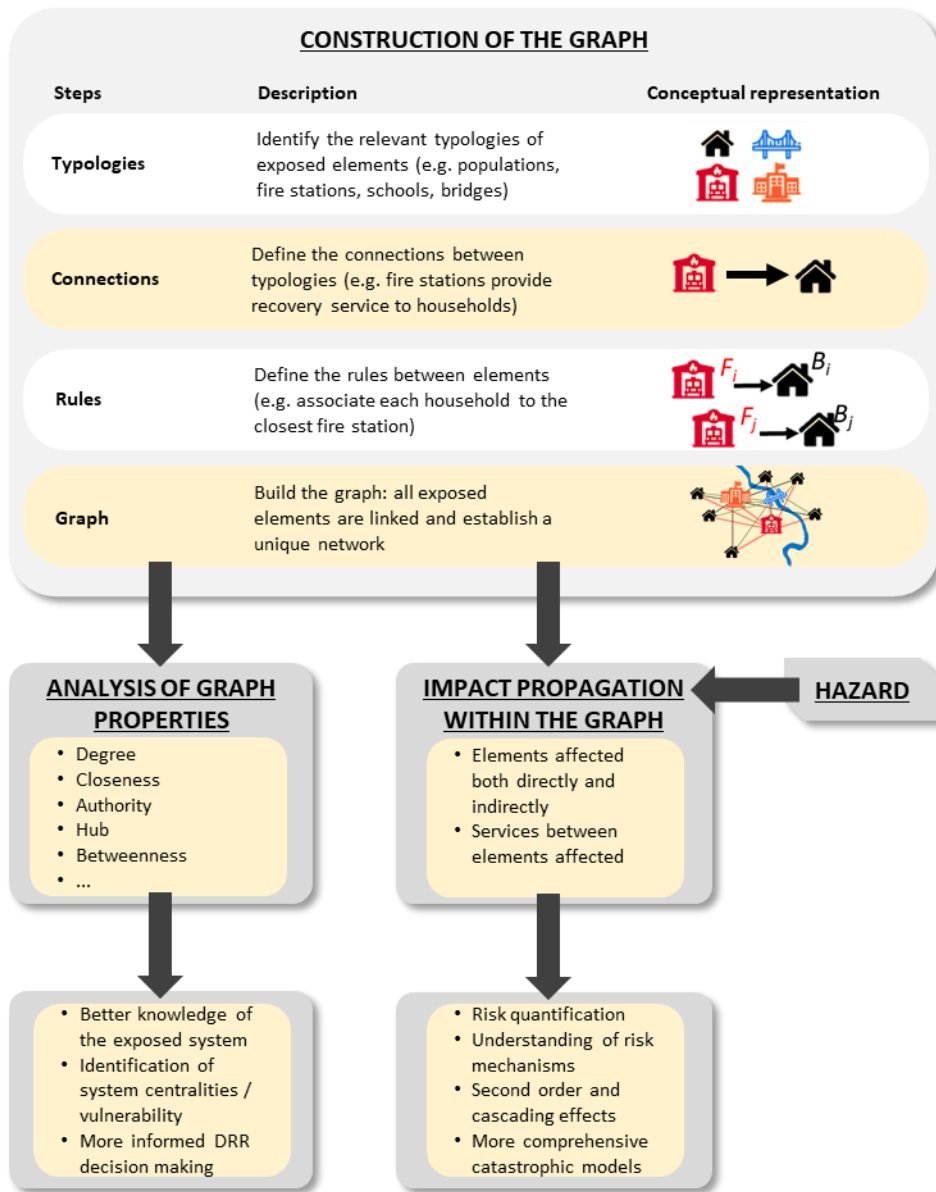 CONSTRUCTION OF THE GRAPH
Steps
Description
Conceptual representation
Typologies
Identify the relevant typologies of
exposed elements (e.g. populations,
fire stations, schools, bridges)
Connections
Define the connections between
typologies (e.g. fire stations provide
recovery service to households)
Rules
Define the rules between elements
(e.g. associate each household to the
closest fire station)
F_i
B_i
F_j
B_j
Graph
Build the graph: all exposed
elements are linked and establish a
unique network
ANALYSIS OF GRAPH
PROPERTIES
• Degree
• Closeness
• Authority
• Hub
• Betweenness
• ...
IMPACT PROPAGATION
WITHIN THE GRAPH
• Elements affected
both directly and
indirectly
• Services between
elements affected
HAZARD
• Better knowledge of
the exposed system
• Identification of
system centralities /
vulnerability
• More informed DRR
decision making
• Risk quantification
• Understanding of risk
mechanisms
• Second order and
cascading effects
• More comprehensive
catastrophic models